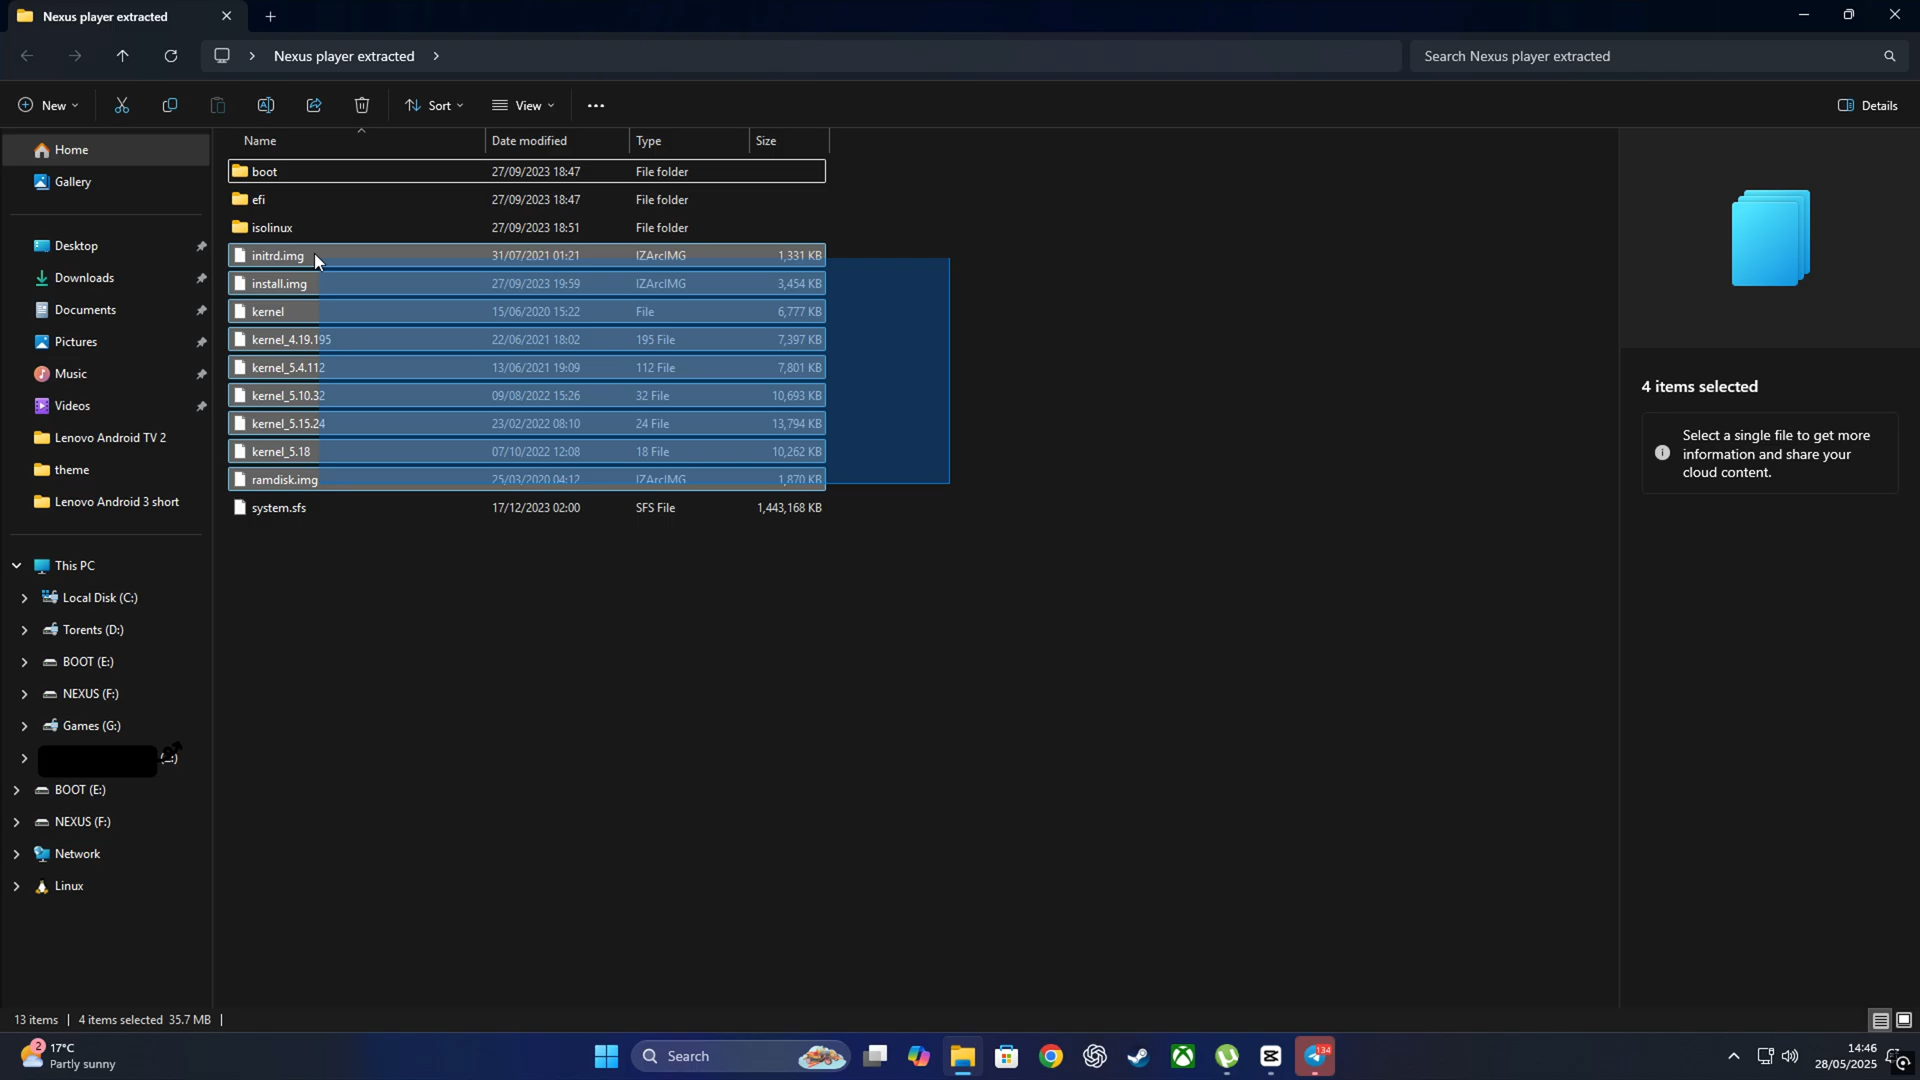 Nexus player extracted
Nexus player extracted
Search Nexus player extracted
New
Sort
View
Details
Home
Gallery
Desktop
Downloads
Documents
Pictures
Music
Videos
Lenovo Android TV 2
theme
Lenovo Android 3 short
This PC
Local Disk (C:)
Torents (D:)
BOOT (E:)
NEXUS (F:)
Games (G:)
BOOT (E:)
NEXUS (F:)
Network
Linux
Name Date modified Type Size
boot 27/09/2023 18:47 File folder
efi 27/09/2023 18:47 File folder
isolinux 27/09/2023 18:51 File folder
initrd.img 31/07/2021 01:21 IZArcIMG 1,331 KB
install.img 27/09/2023 19:59 IZArcIMG 3,454 KB
kernel 15/06/2020 15:22 File 6,777 KB
kernel_4.19.195 22/06/2021 18:02 195 File 7,397 KB
kernel_5.4.112 13/06/2021 19:09 112 File 7,801 KB
kernel_5.10.32 09/08/2022 15:26 32 File 10,693 KB
kernel_5.15.24 23/02/2022 08:10 24 File 13,794 KB
kernel_5.18 07/10/2022 12:08 18 File 10,262 KB
ramdisk.img 25/03/2020 04:12 IZArcIMG 1,870 KB
system.sfs 17/12/2023 02:00 SFS File 1,443,168 KB
4 items selected
Select a single file to get more
information and share your
cloud content.
13 items 4 items selected 35.7 MB
2
17°C
Partly sunny
Search
134
14:46
28/05/2025